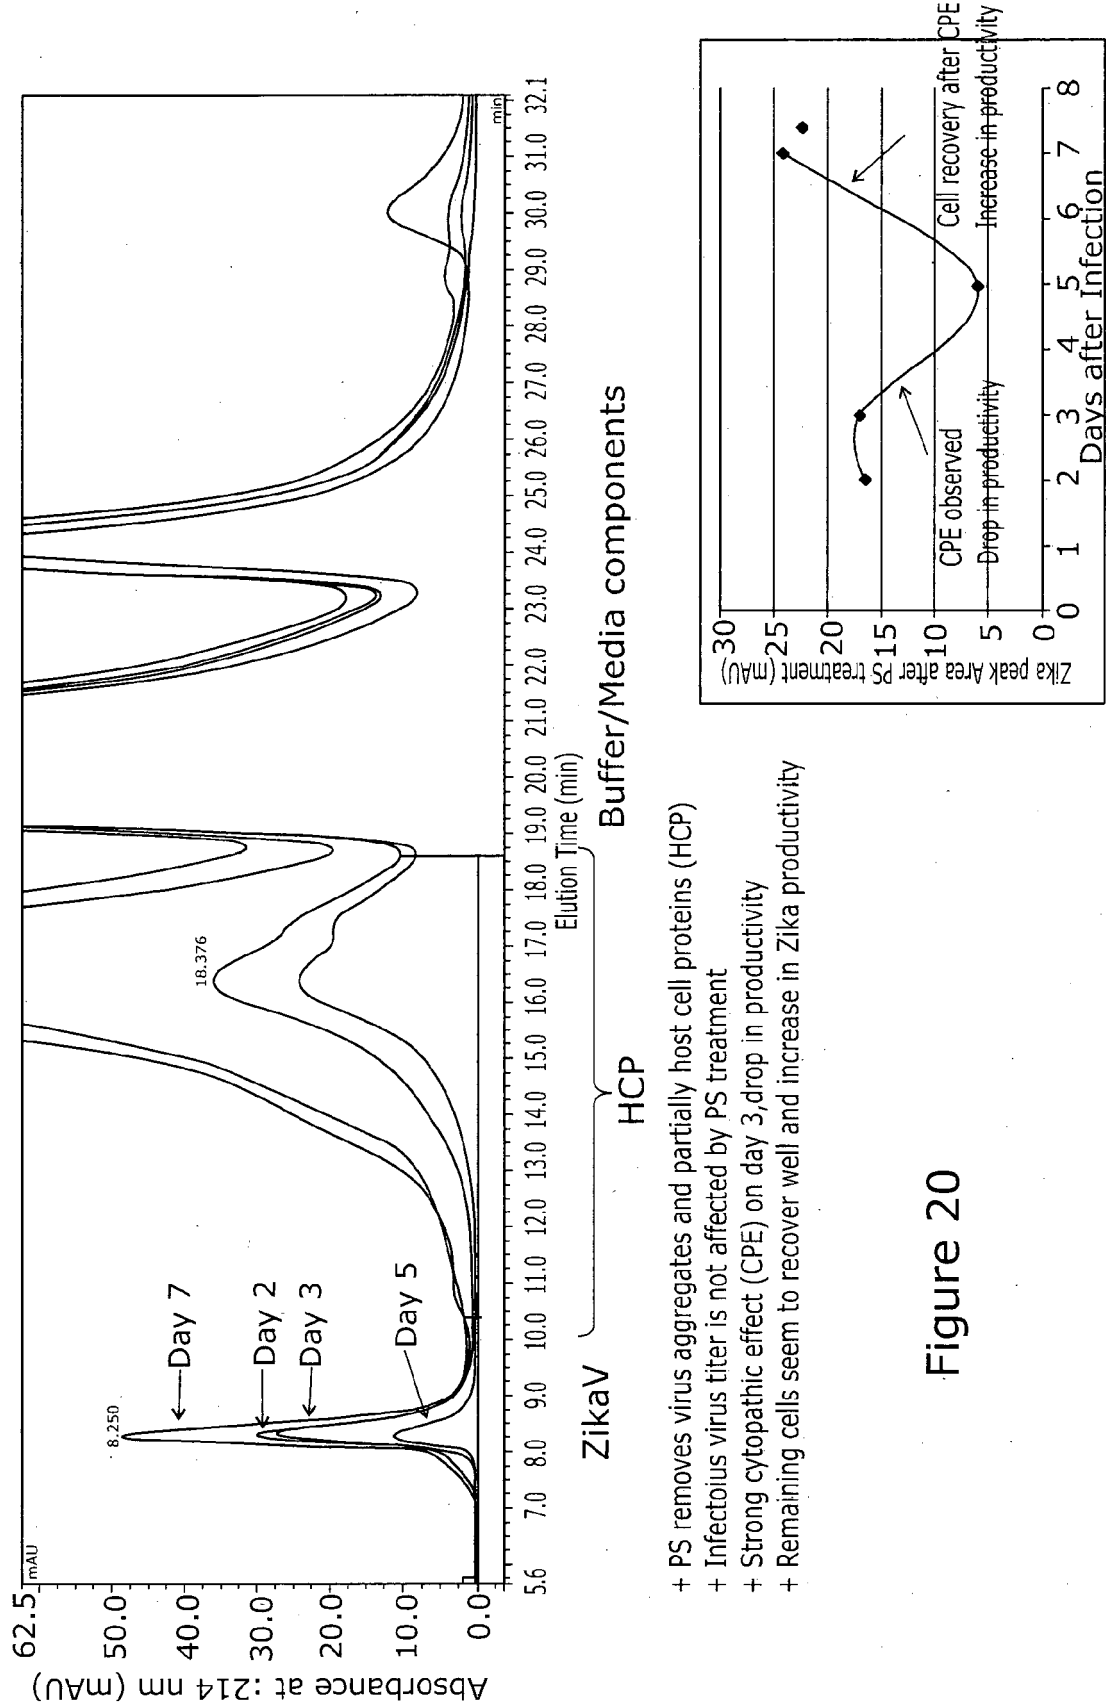 Absorbance at :214 nm (mAU)
62.5
50.0
40.0
30.0
20.0
10.0
0.0
mAU
8.250
Day 7
Day 2
Day 3
Day 5
18.376
min
5.6 7.0 8.0 9.0 10.0 11.0 12.0 13.0 14.0 15.0 16.0 17.0 18.0 19.0 20.0 21.0 22.0 23.0 24.0 25.0 26.0 27.0 28.0 29.0 30.0 31.0 32.1
Elution Time (min)
ZikaV
HCP
Buffer/Media components
+ PS removes virus aggregates and partially host cell proteins (HCP)
+ Infectoius virus titer is not affected by PS treatment
+ Strong cytopathic effect (CPE) on day 3,drop in productivity
+ Remaining cells seem to recover well and increase in Zika productivity
Zika peak Area after PS treatment (mAU)
30
25
20
15
10
5
0
CPE observed
Drop in productivity
Cell recovery after CPE
Increase in productivity
0 1 2 3 4 5 6 7 8
Days after Infection
Figure 20